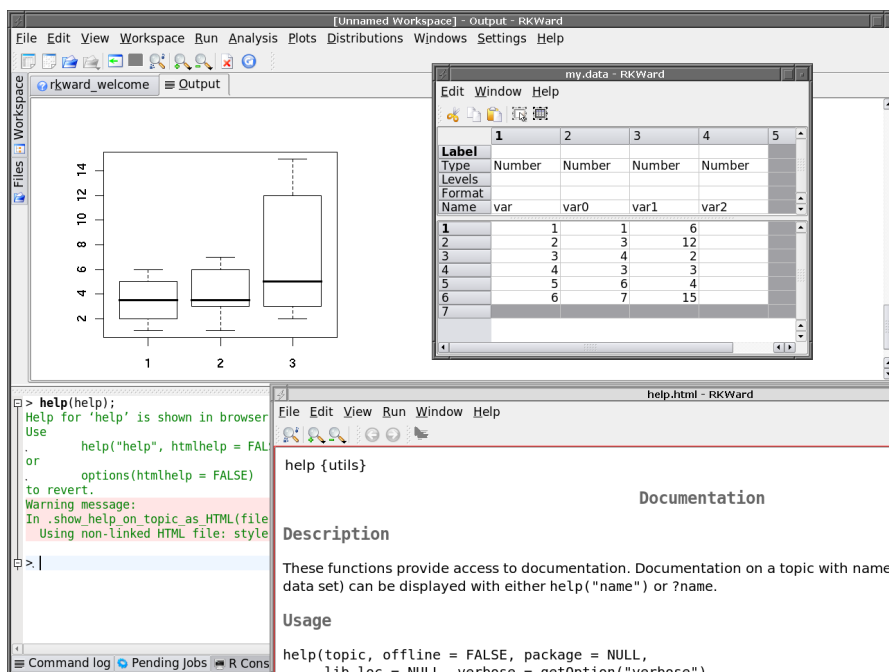 [Unnamed Workspace] - Output - RKWard
File Edit View Workspace Run Analysis Plots Distributions Windows Settings Help
Workspace
Files
rkward_welcome Output
14
12
10
8
6
4
2
1 2 3
my.data - RKWard
Edit Window Help
1 2 3 4 5
Label
Type Number Number Number Number
Levels
Format
Name var var0 var1 var2
1 1 1 6
2 2 3 12
3 3 4 2
4 4 3 3
5 5 6 4
6 6 7 15
7
> help(help);
Help for ‘help’ is shown in browser
Use
. help("help", htmlhelp = FAL
or
. options(htmlhelp = FALSE)
to revert.
Warning message:
In .show_help_on_topic_as_HTML(file
Using non-linked HTML file: style
>.
Command log Pending Jobs R Cons
help.html - RKWard
File Edit View Run Window Help
help {utils}
Documentation
Description
These functions provide access to documentation. Documentation on a topic with name
data set) can be displayed with either help("name") or ?name.
Usage
help(topic, offline = FALSE, package = NULL,
lib.loc = NULL, verbose = getOption("verbose")